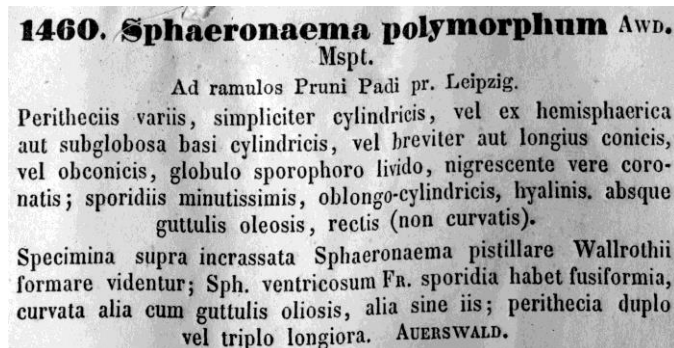 1460. Sphaeronaema polymorphum AWD.
Mspt.
Ad ramulos Pruni Padi pr. Leipzig.
Peritheciis variis, simpliciter cylindricis, vel ex hemisphaerica
aut subglobosa basi cylindricis, vel breviter aut longius conicis,
vel obconicis, globulo sporophoro livido, nigrescente vere coro-
natis; sporidiis minutissimis, oblongo-cylindricis, hyalinis. absque
guttulis oleosis, rectis (non curvatis).
Specimina supra incrassata Sphaeronaema pistillare Wallrothii
formare videntur; Sph. ventricosum FR. sporidia habet fusiformia,
curvata alia cum guttulis oliosis, alia sine iis; perithecia duplo
vel triplo longiora. AUERSWALD.